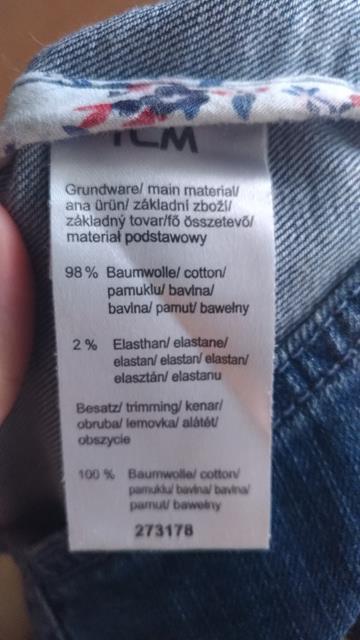 TCM
Grundware/ main material/
ana ürün/ základní zboží/
základný tovar/fő összetevő/
materiał podstawowy
98 % Baumwolle/ cotton/
pamuklu/ bavlna/
bavlna/ pamut/ bawełny
2 % Elasthan/ elastane/
elastan/ elastan/ elastan/
elasztán/ elastanu
Besatz/ trimming/ kenar/
obruba/ lemovka/ alátét/
obszycie
100 % Baumwolle/ cotton/
pamuklu/ bavlna/ bavlna/
pamut/ bawełny
273178